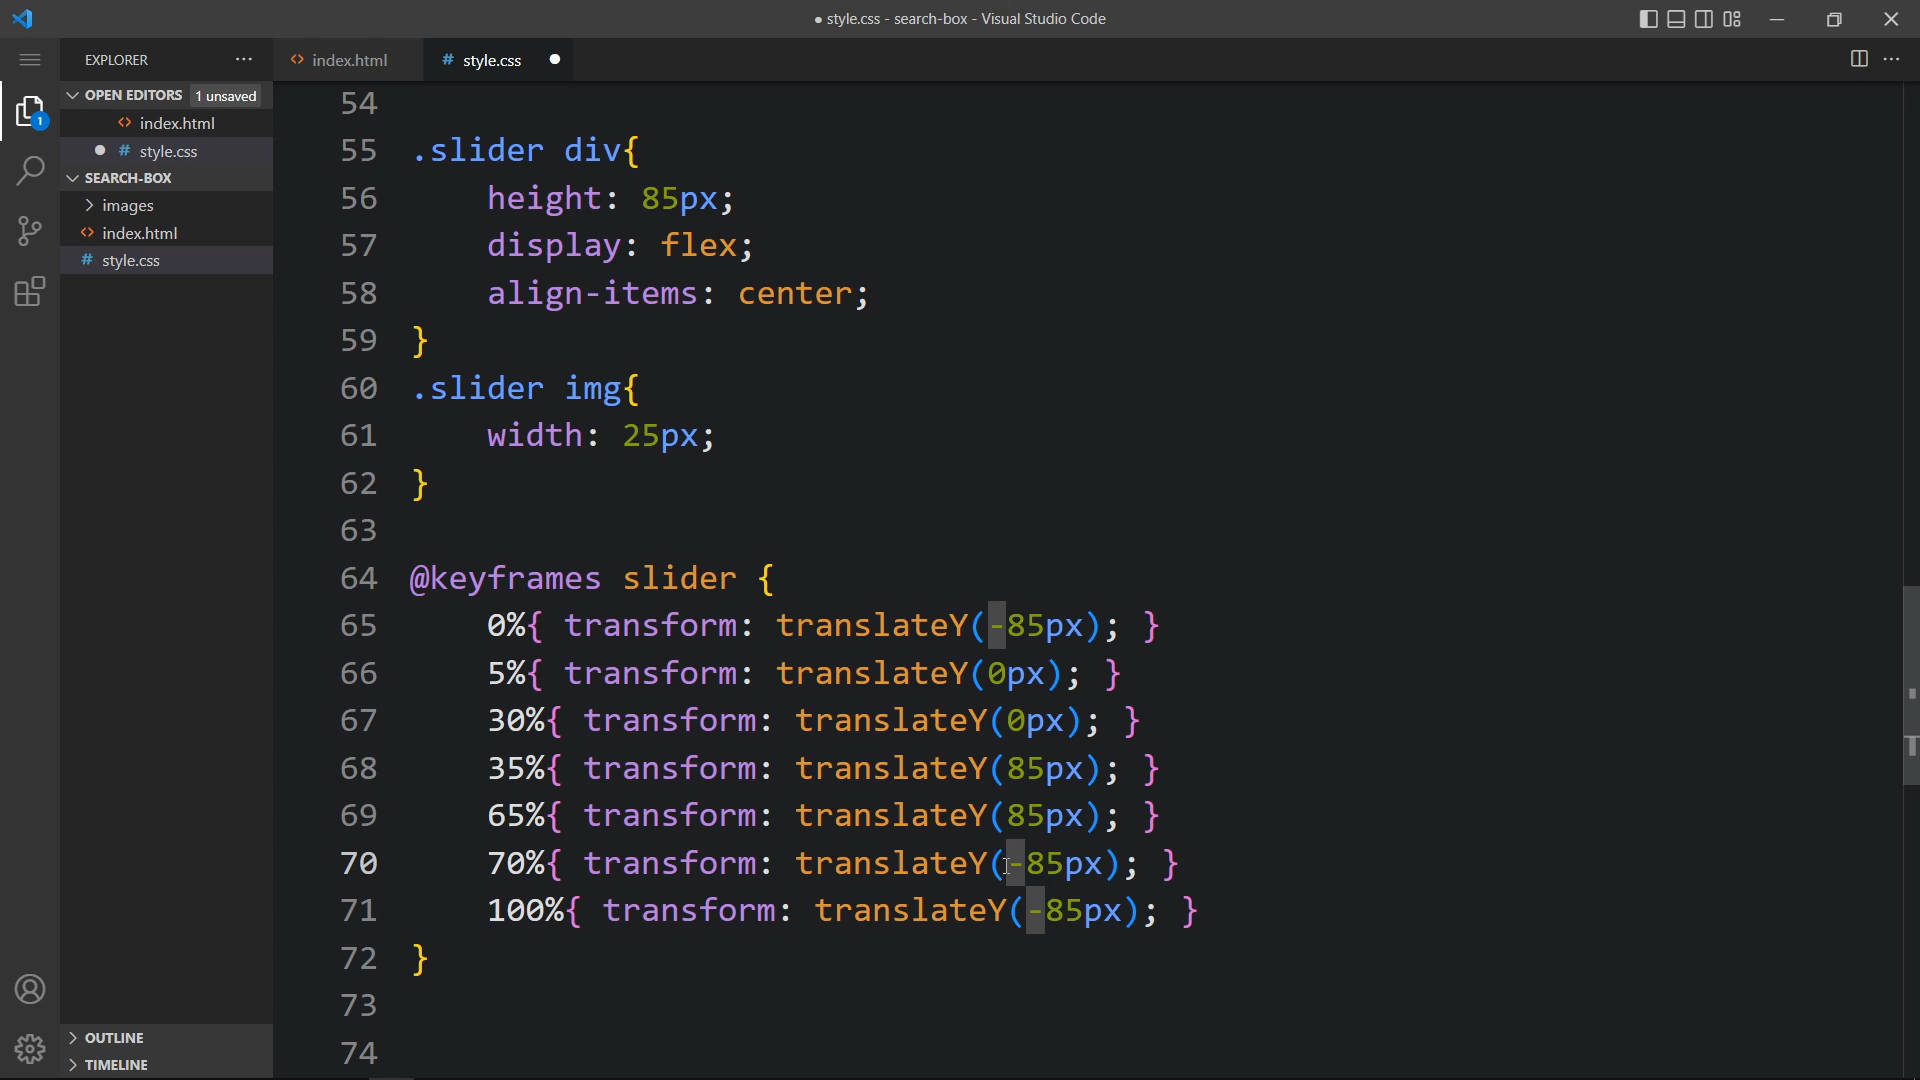 ● style.css - search-box - Visual Studio Code
EXPLORER
index.html
# style.css
OPEN EDITORS 1 unsaved
index.html
# style.css
SEARCH-BOX
images
index.html
# style.css
1
OUTLINE
TIMELINE
54
55 .slider div{
56 height: 85px;
57 display: flex;
58 align-items: center;
59 }
60 .slider img{
61 width: 25px;
62 }
63
64 @keyframes slider {
65 0%{ transform: translateY(-85px); }
66 5%{ transform: translateY(0px); }
67 30%{ transform: translateY(0px); }
68 35%{ transform: translateY(85px); }
69 65%{ transform: translateY(85px); }
70 70%{ transform: translateY(-85px); }
71 100%{ transform: translateY(-85px); }
72 }
73
74